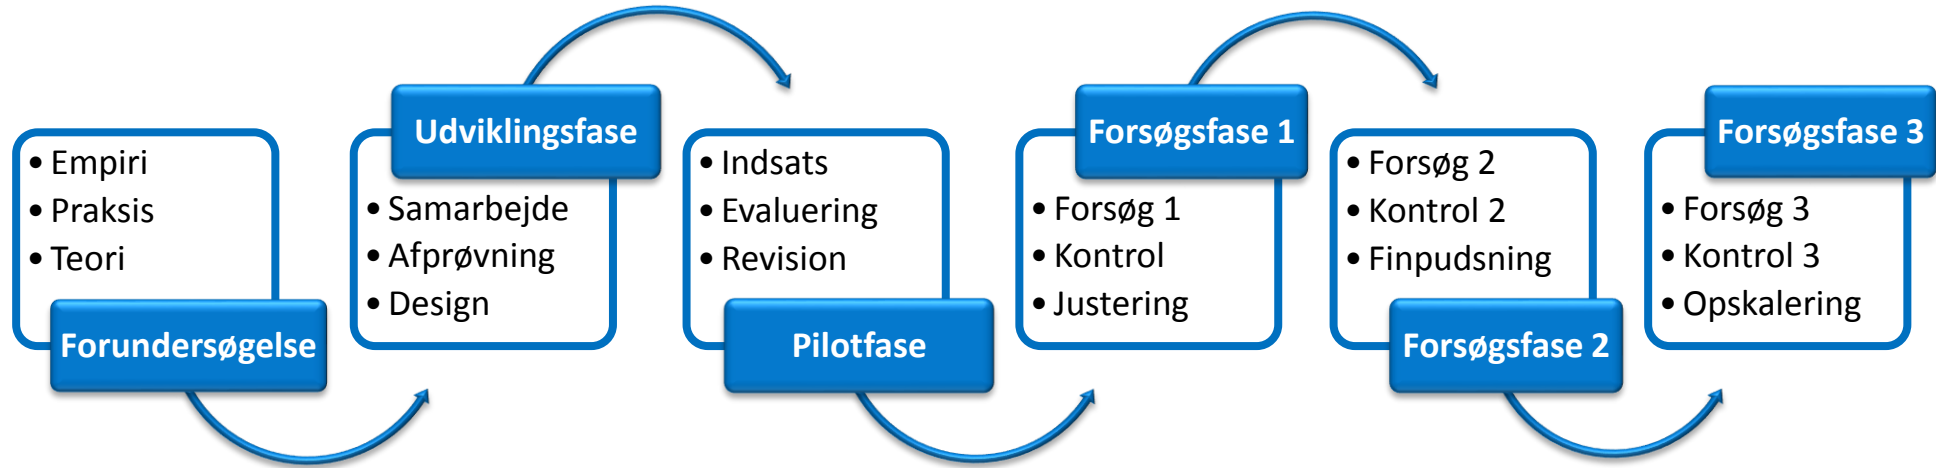 • Empiri
• Praksis
• Teori
Forundersøgelse
Udviklingsfase
• Samarbejde
• Afprøvning
• Design
• Indsats
• Evaluering
• Revision
Pilotfase
Forsøgsfase 1
• Forsøg 1
• Kontrol
• Justering
• Forsøg 2
• Kontrol 2
• Finpudsning
Forsøgsfase 2
Forsøgsfase 3
• Forsøg 3
• Kontrol 3
• Opskalering